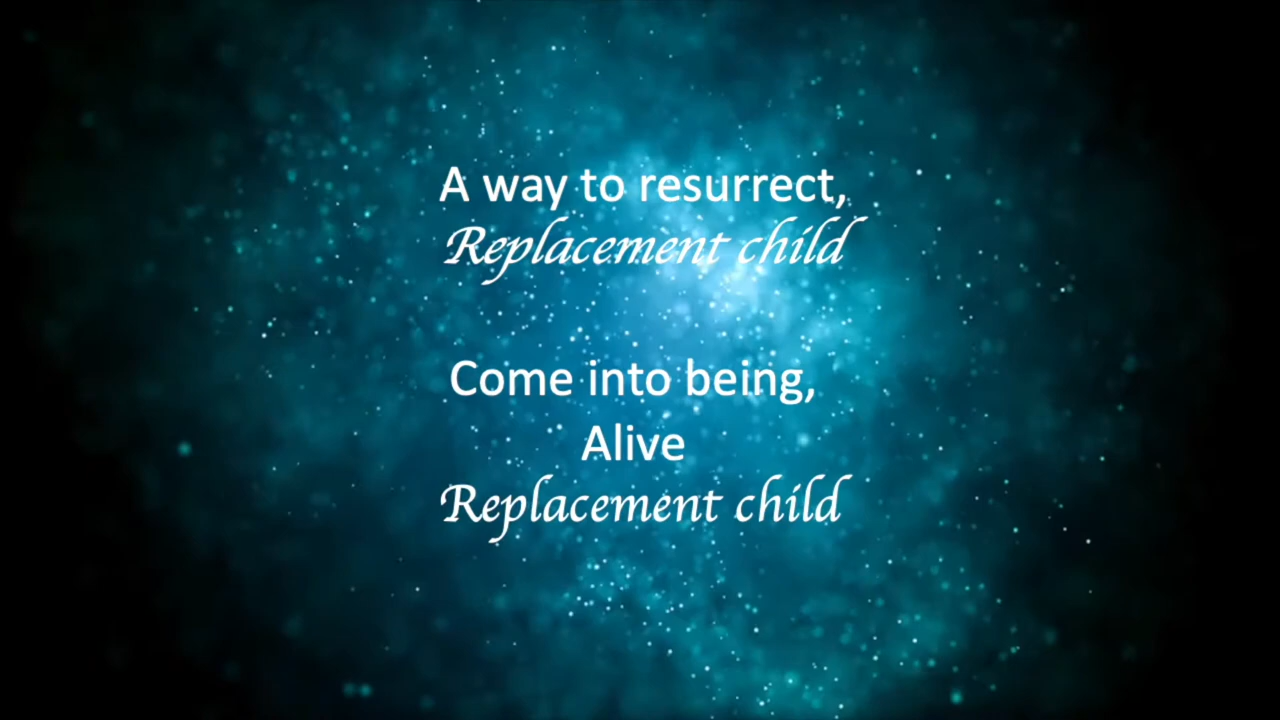 A way to resurrect,
Replacement child
Come into being,
Alive
Replacement child